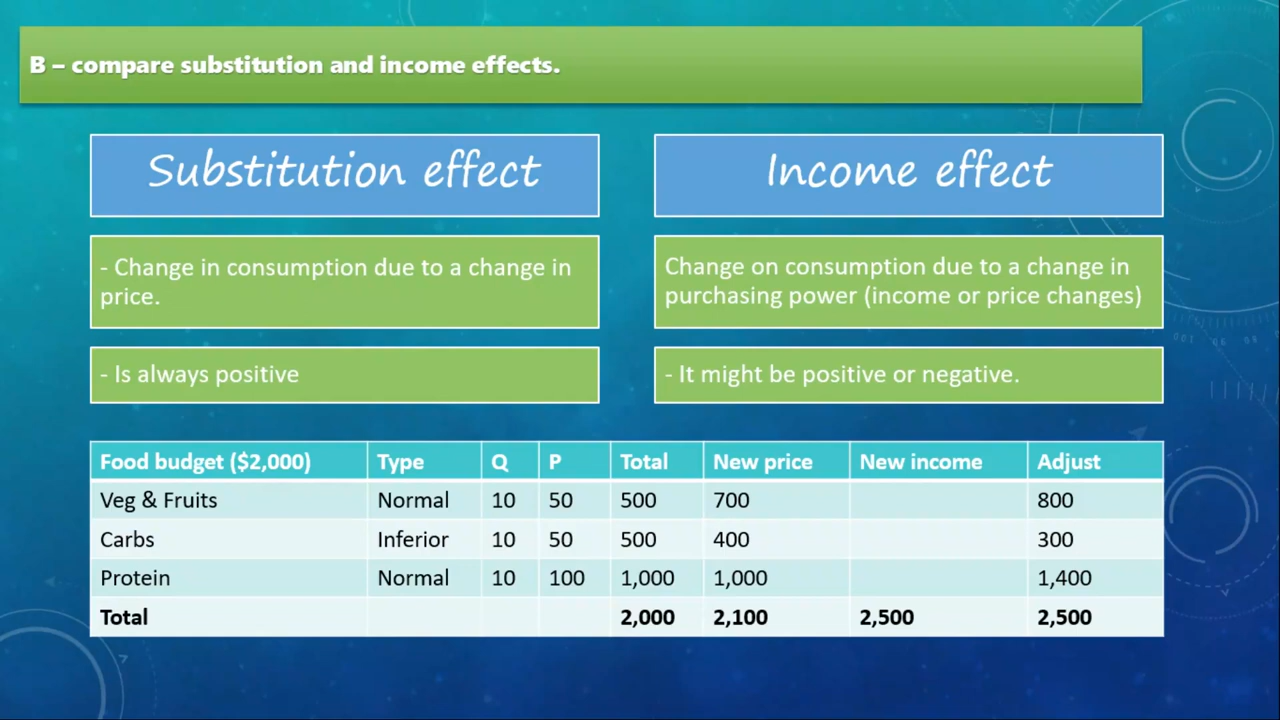 B – compare substitution and income effects.
Substitution effect
Income effect
- Change in consumption due to a change in
price.
Change on consumption due to a change in
purchasing power (income or price changes)
- Is always positive
- It might be positive or negative.
Food budget ($2,000) Type Q P Total New price New income Adjust
Veg & Fruits Normal 10 50 500 700 800
Carbs Inferior 10 50 500 400 300
Protein Normal 10 100 1,000 1,000 1,400
Total 2,000 2,100 2,500 2,500